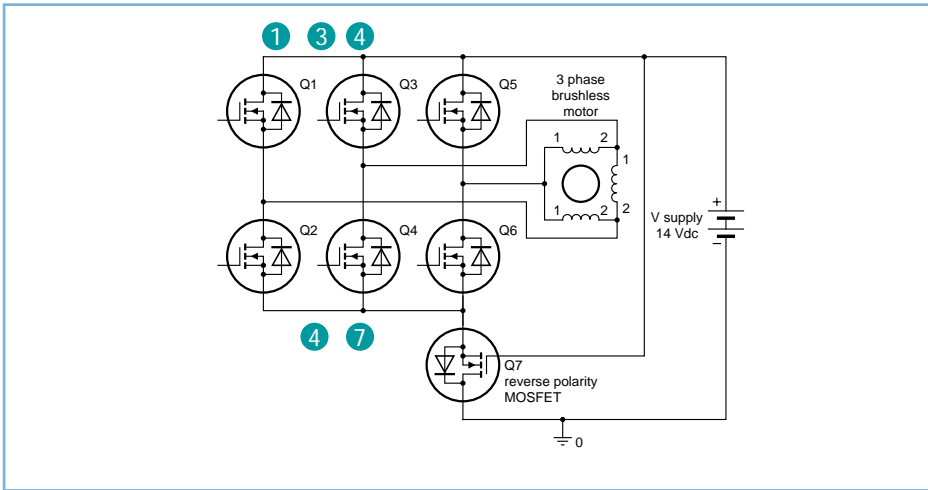 1 3 4
Q1 Q3 Q5
3 phase
brushless
motor
1 2
1
2
1 2
+
V supply
14 Vdc
−
Q2 Q4 Q6
4 7
Q7
reverse polarity
MOSFET
0